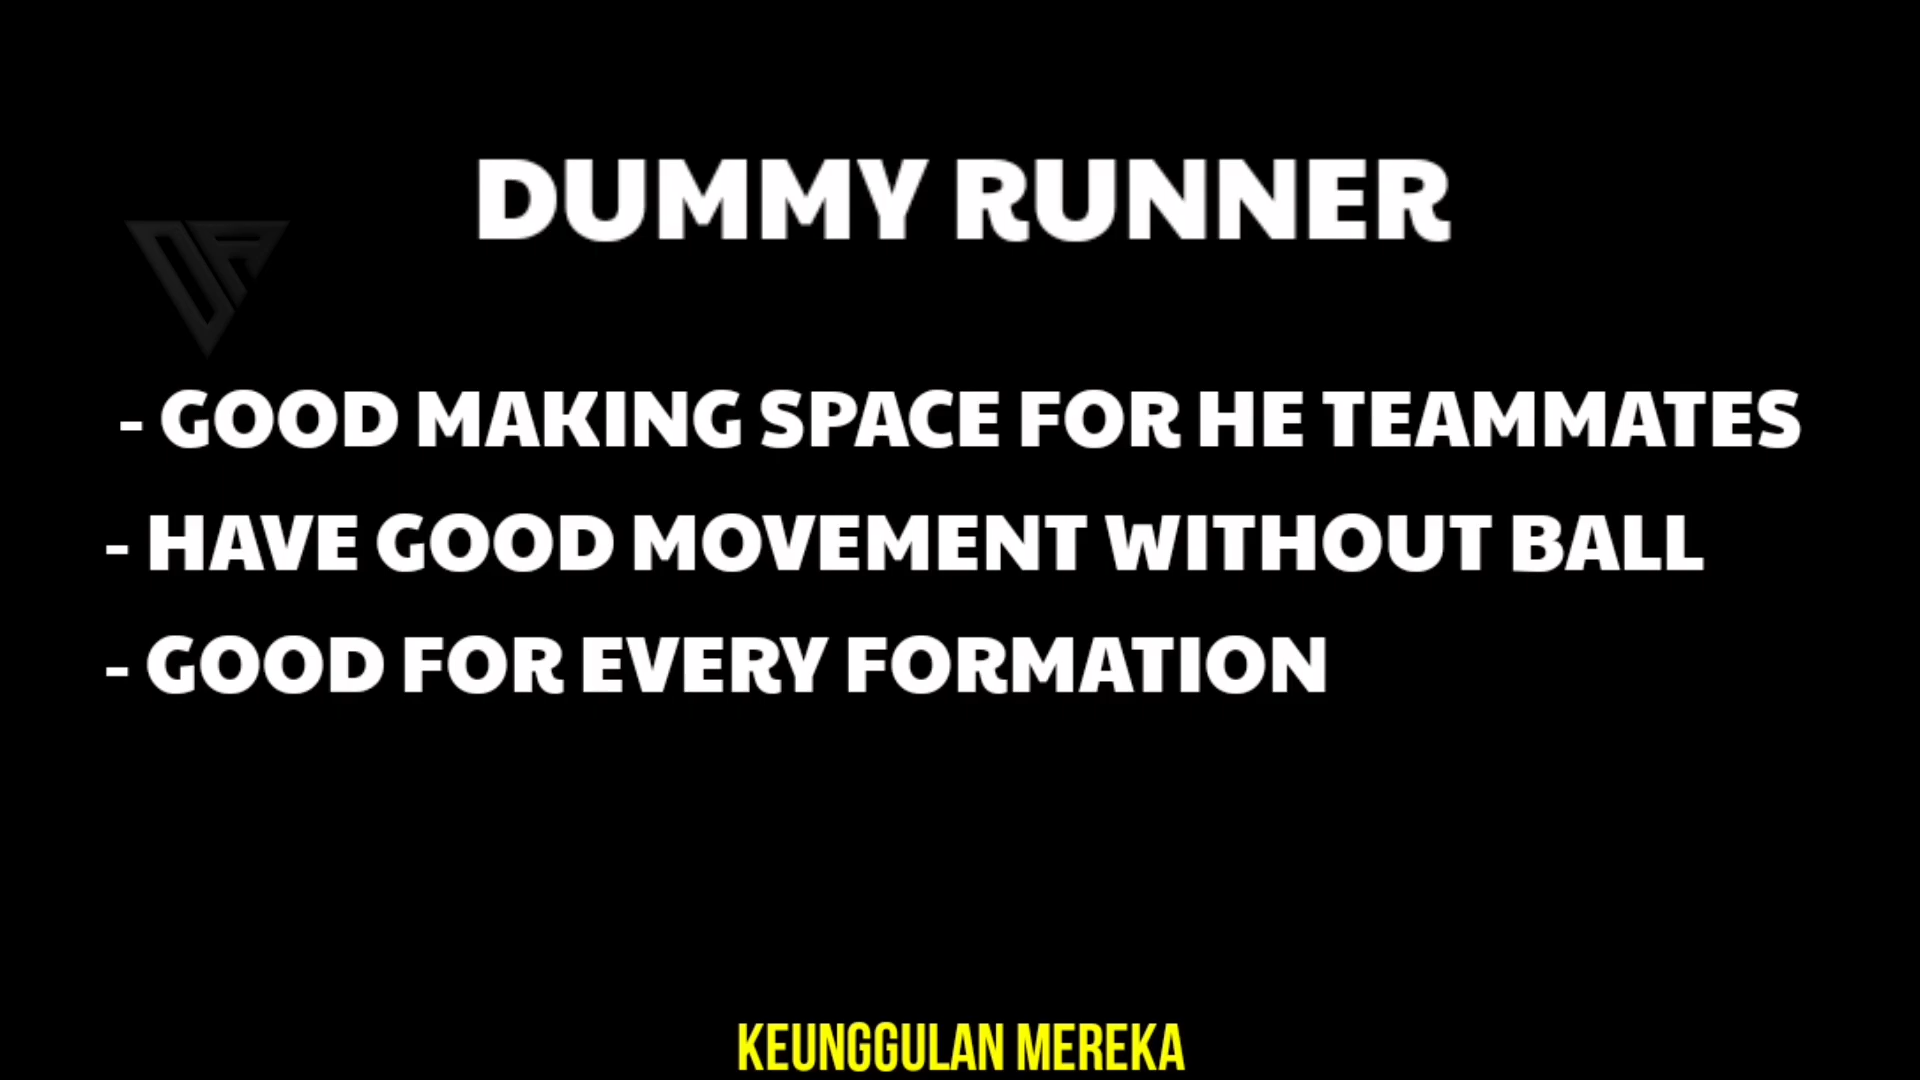 DUMMY RUNNER
- GOOD MAKING SPACE FOR HE TEAMMATES
- HAVE GOOD MOVEMENT WITHOUT BALL
- GOOD FOR EVERY FORMATION
KEUNGGULAN MEREKA